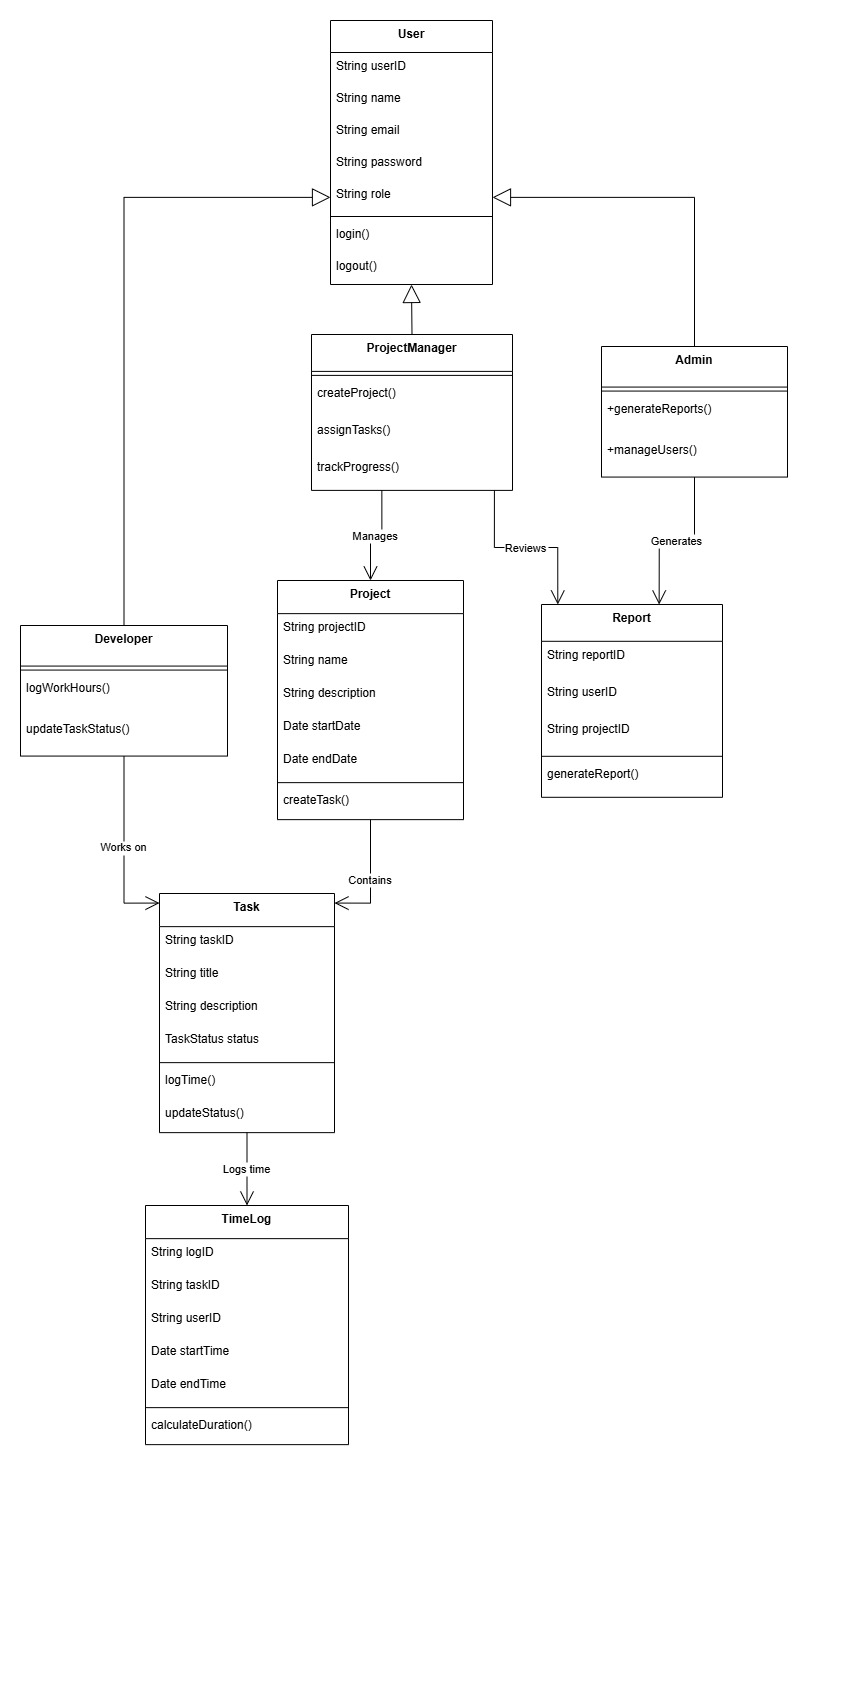 User
String userID
String name
String email
String password
String role
login()
logout()
ProjectManager
createProject()
assignTasks()
trackProgress()
Admin
+generateReports()
+manageUsers()
Manages
Reviews
Generates
Project
String projectID
String name
String description
Date startDate
Date endDate
createTask()
Report
String reportID
String userID
String projectID
generateReport()
Developer
logWorkHours()
updateTaskStatus()
Works on
Contains
Task
String taskID
String title
String description
TaskStatus status
logTime()
updateStatus()
Logs time
TimeLog
String logID
String taskID
String userID
Date startTime
Date endTime
calculateDuration()